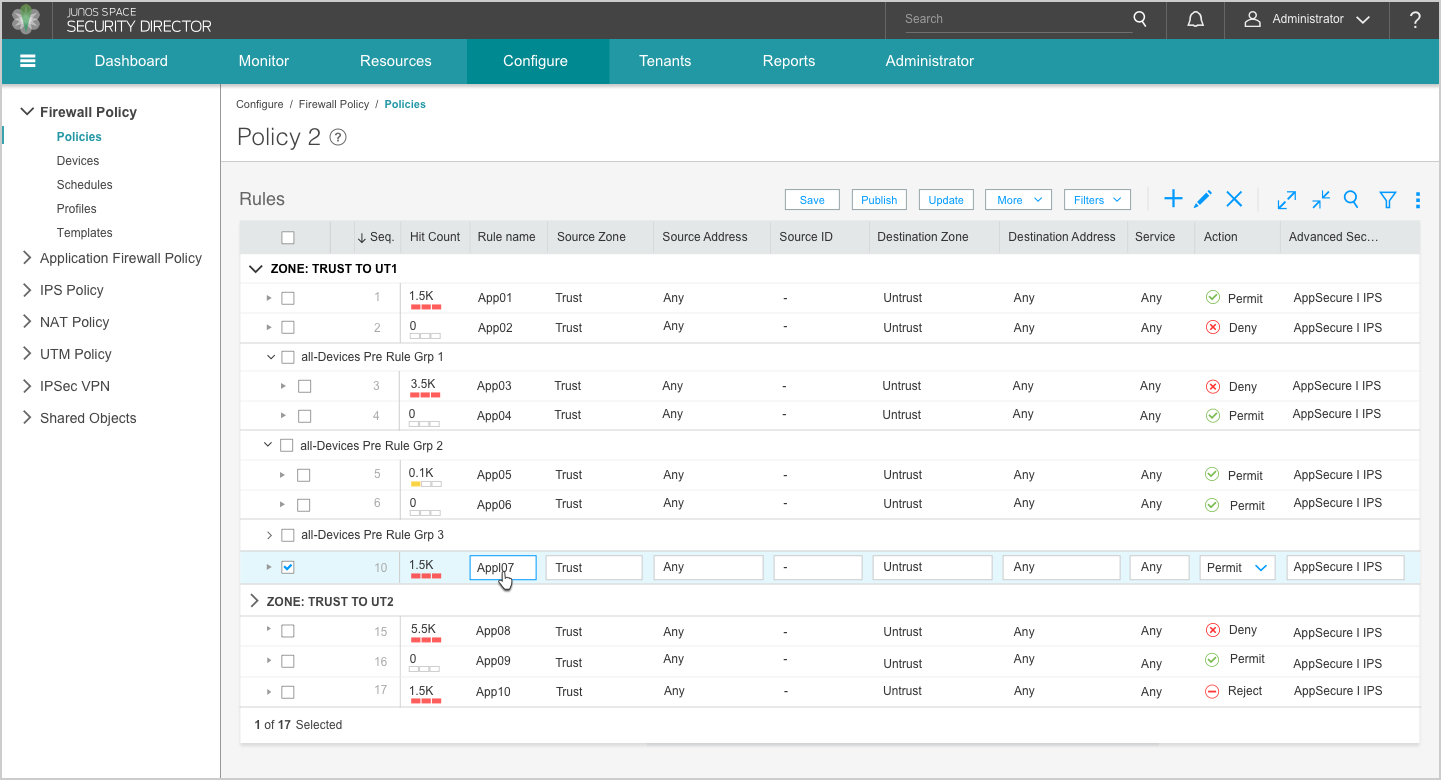 JUNOS SPACE
SECURITY DIRECTOR
Search
Administrator
?
Dashboard Monitor Resources Configure Tenants Reports Administrator
Firewall Policy
Policies
Devices
Schedules
Profiles
Templates
Application Firewall Policy
IPS Policy
NAT Policy
UTM Policy
IPSec VPN
Shared Objects
Configure / Firewall Policy / Policies
Policy 2 ?
Rules
Save Publish Update More Filters
Seq. Hit Count Rule name Source Zone Source Address Source ID Destination Zone Destination Address Service Action Advanced Sec...
ZONE: TRUST TO UT1
1 1.5K App01 Trust Any - Untrust Any Any Permit AppSecure I IPS
2 0 App02 Trust Any - Untrust Any Any Deny AppSecure I IPS
all-Devices Pre Rule Grp 1
3 3.5K App03 Trust Any - Untrust Any Any Deny AppSecure I IPS
4 0 App04 Trust Any - Untrust Any Any Permit AppSecure I IPS
all-Devices Pre Rule Grp 2
5 0.1K App05 Trust Any - Untrust Any Any Permit AppSecure I IPS
6 0 App06 Trust Any - Untrust Any Any Permit AppSecure I IPS
all-Devices Pre Rule Grp 3
10 1.5K Appl07 Trust Any - Untrust Any Any Permit AppSecure I IPS
ZONE: TRUST TO UT2
15 5.5K App08 Trust Any - Untrust Any Any Deny AppSecure I IPS
16 0 App09 Trust Any - Untrust Any Any Permit AppSecure I IPS
17 1.5K App10 Trust Any - Untrust Any Any Reject AppSecure I IPS
1 of 17 Selected